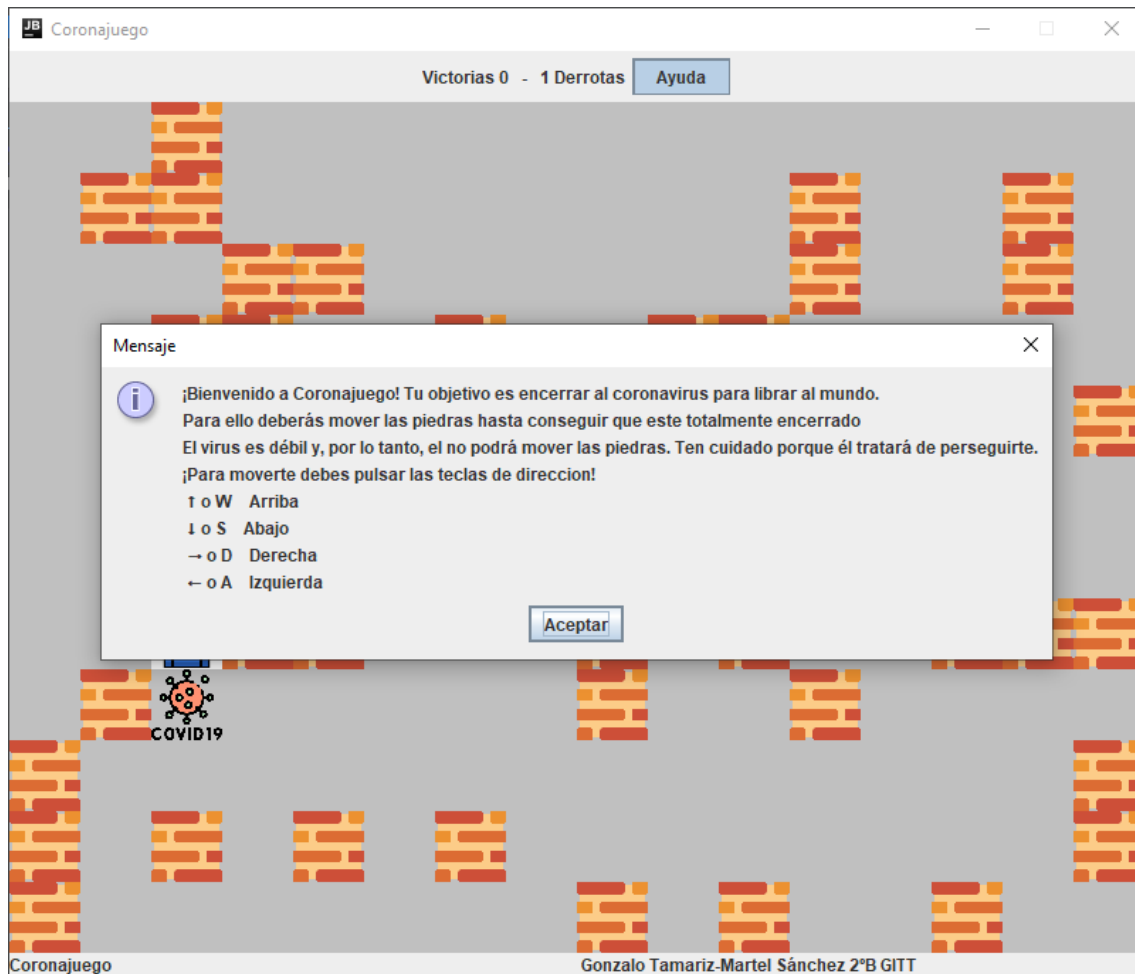 JB Coronajuego
Victorias 0 - 1 Derrotas Ayuda
Mensaje
¡Bienvenido a Coronajuego! Tu objetivo es encerrar al coronavirus para librar al mundo.
Para ello deberás mover las piedras hasta conseguir que este totalmente encerrado
El virus es débil y, por lo tanto, el no podrá mover las piedras. Ten cuidado porque él tratará de perseguirte.
¡Para moverte debes pulsar las teclas de direccion!
↑ o W Arriba
↓ o S Abajo
→ o D Derecha
← o A Izquierda
Aceptar
COVID19
Coronajuego Gonzalo Tamariz-Martel Sánchez 2ºB GITT